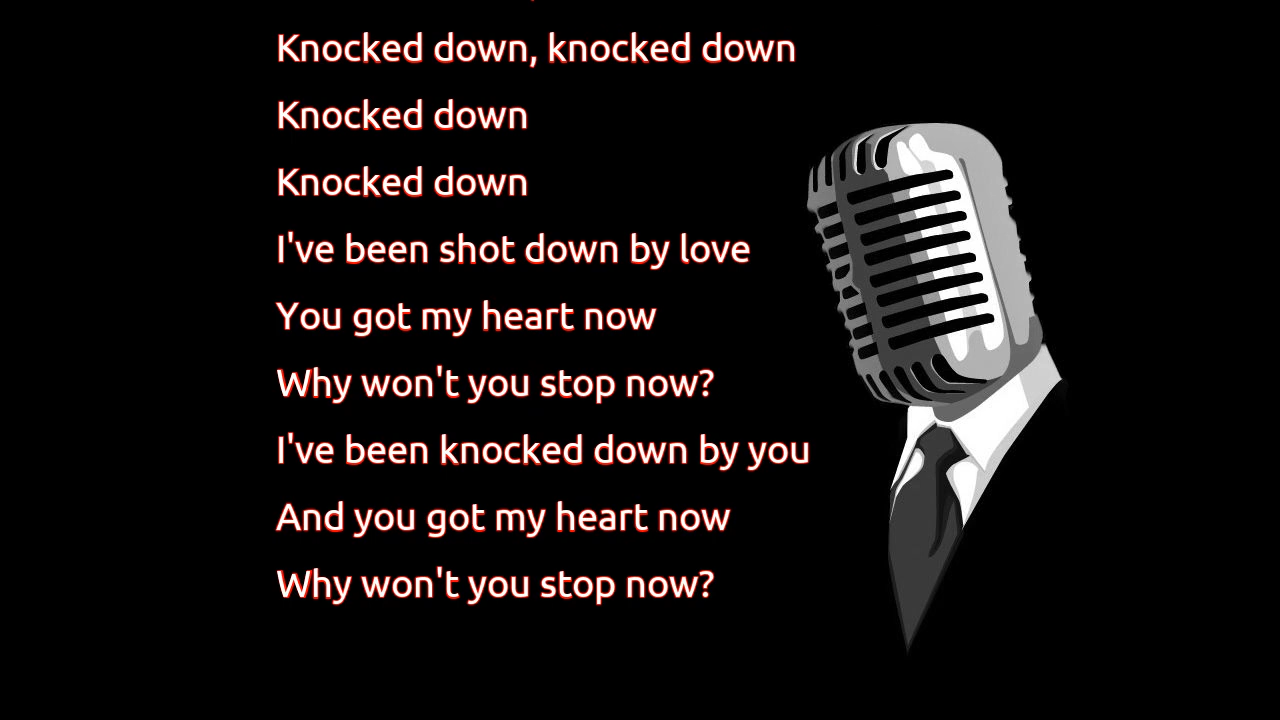 Knocked down, knocked down
Knocked down
Knocked down
I've been shot down by love
You got my heart now
Why won't you stop now?
I've been knocked down by you
And you got my heart now
Why won't you stop now?